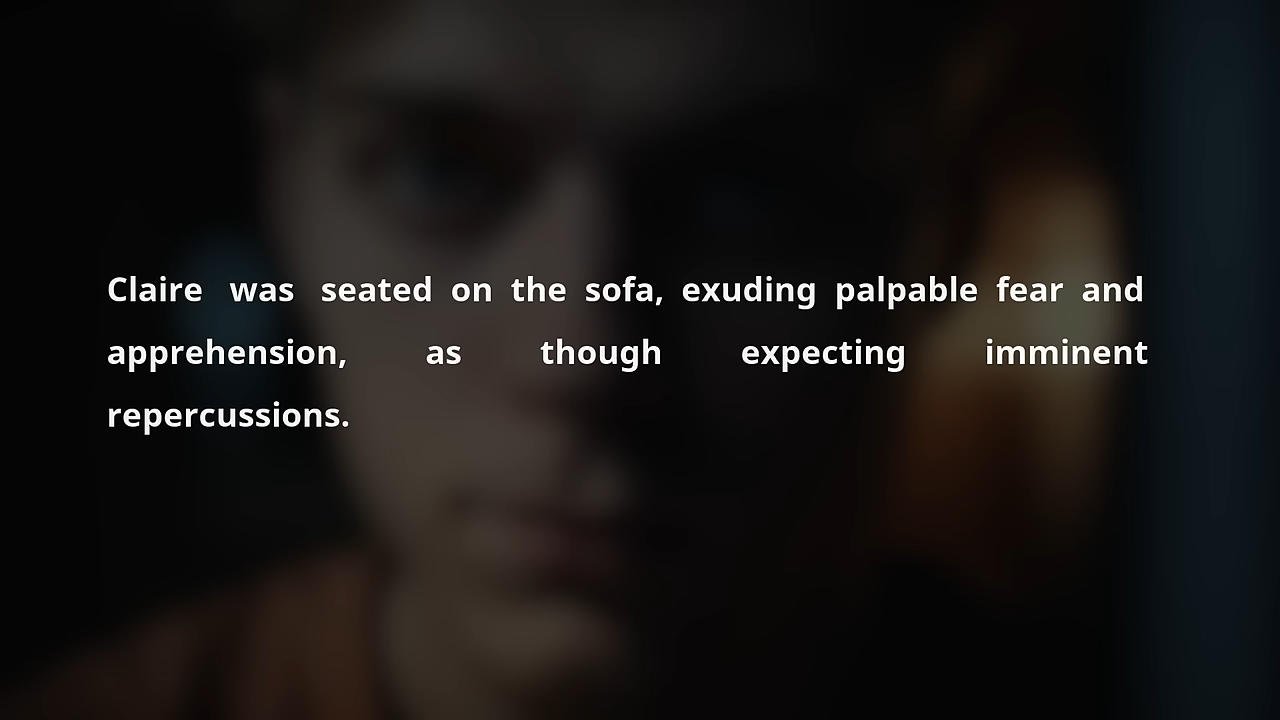 Claire was seated on the sofa, exuding palpable fear and
apprehension, as though expecting imminent
repercussions.